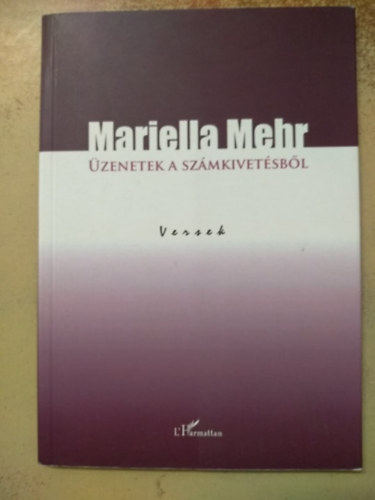 Mariella Mehr
ÜZENETEK A SZÁMKIVETÉSBŐL
Versek
L'Harmattan